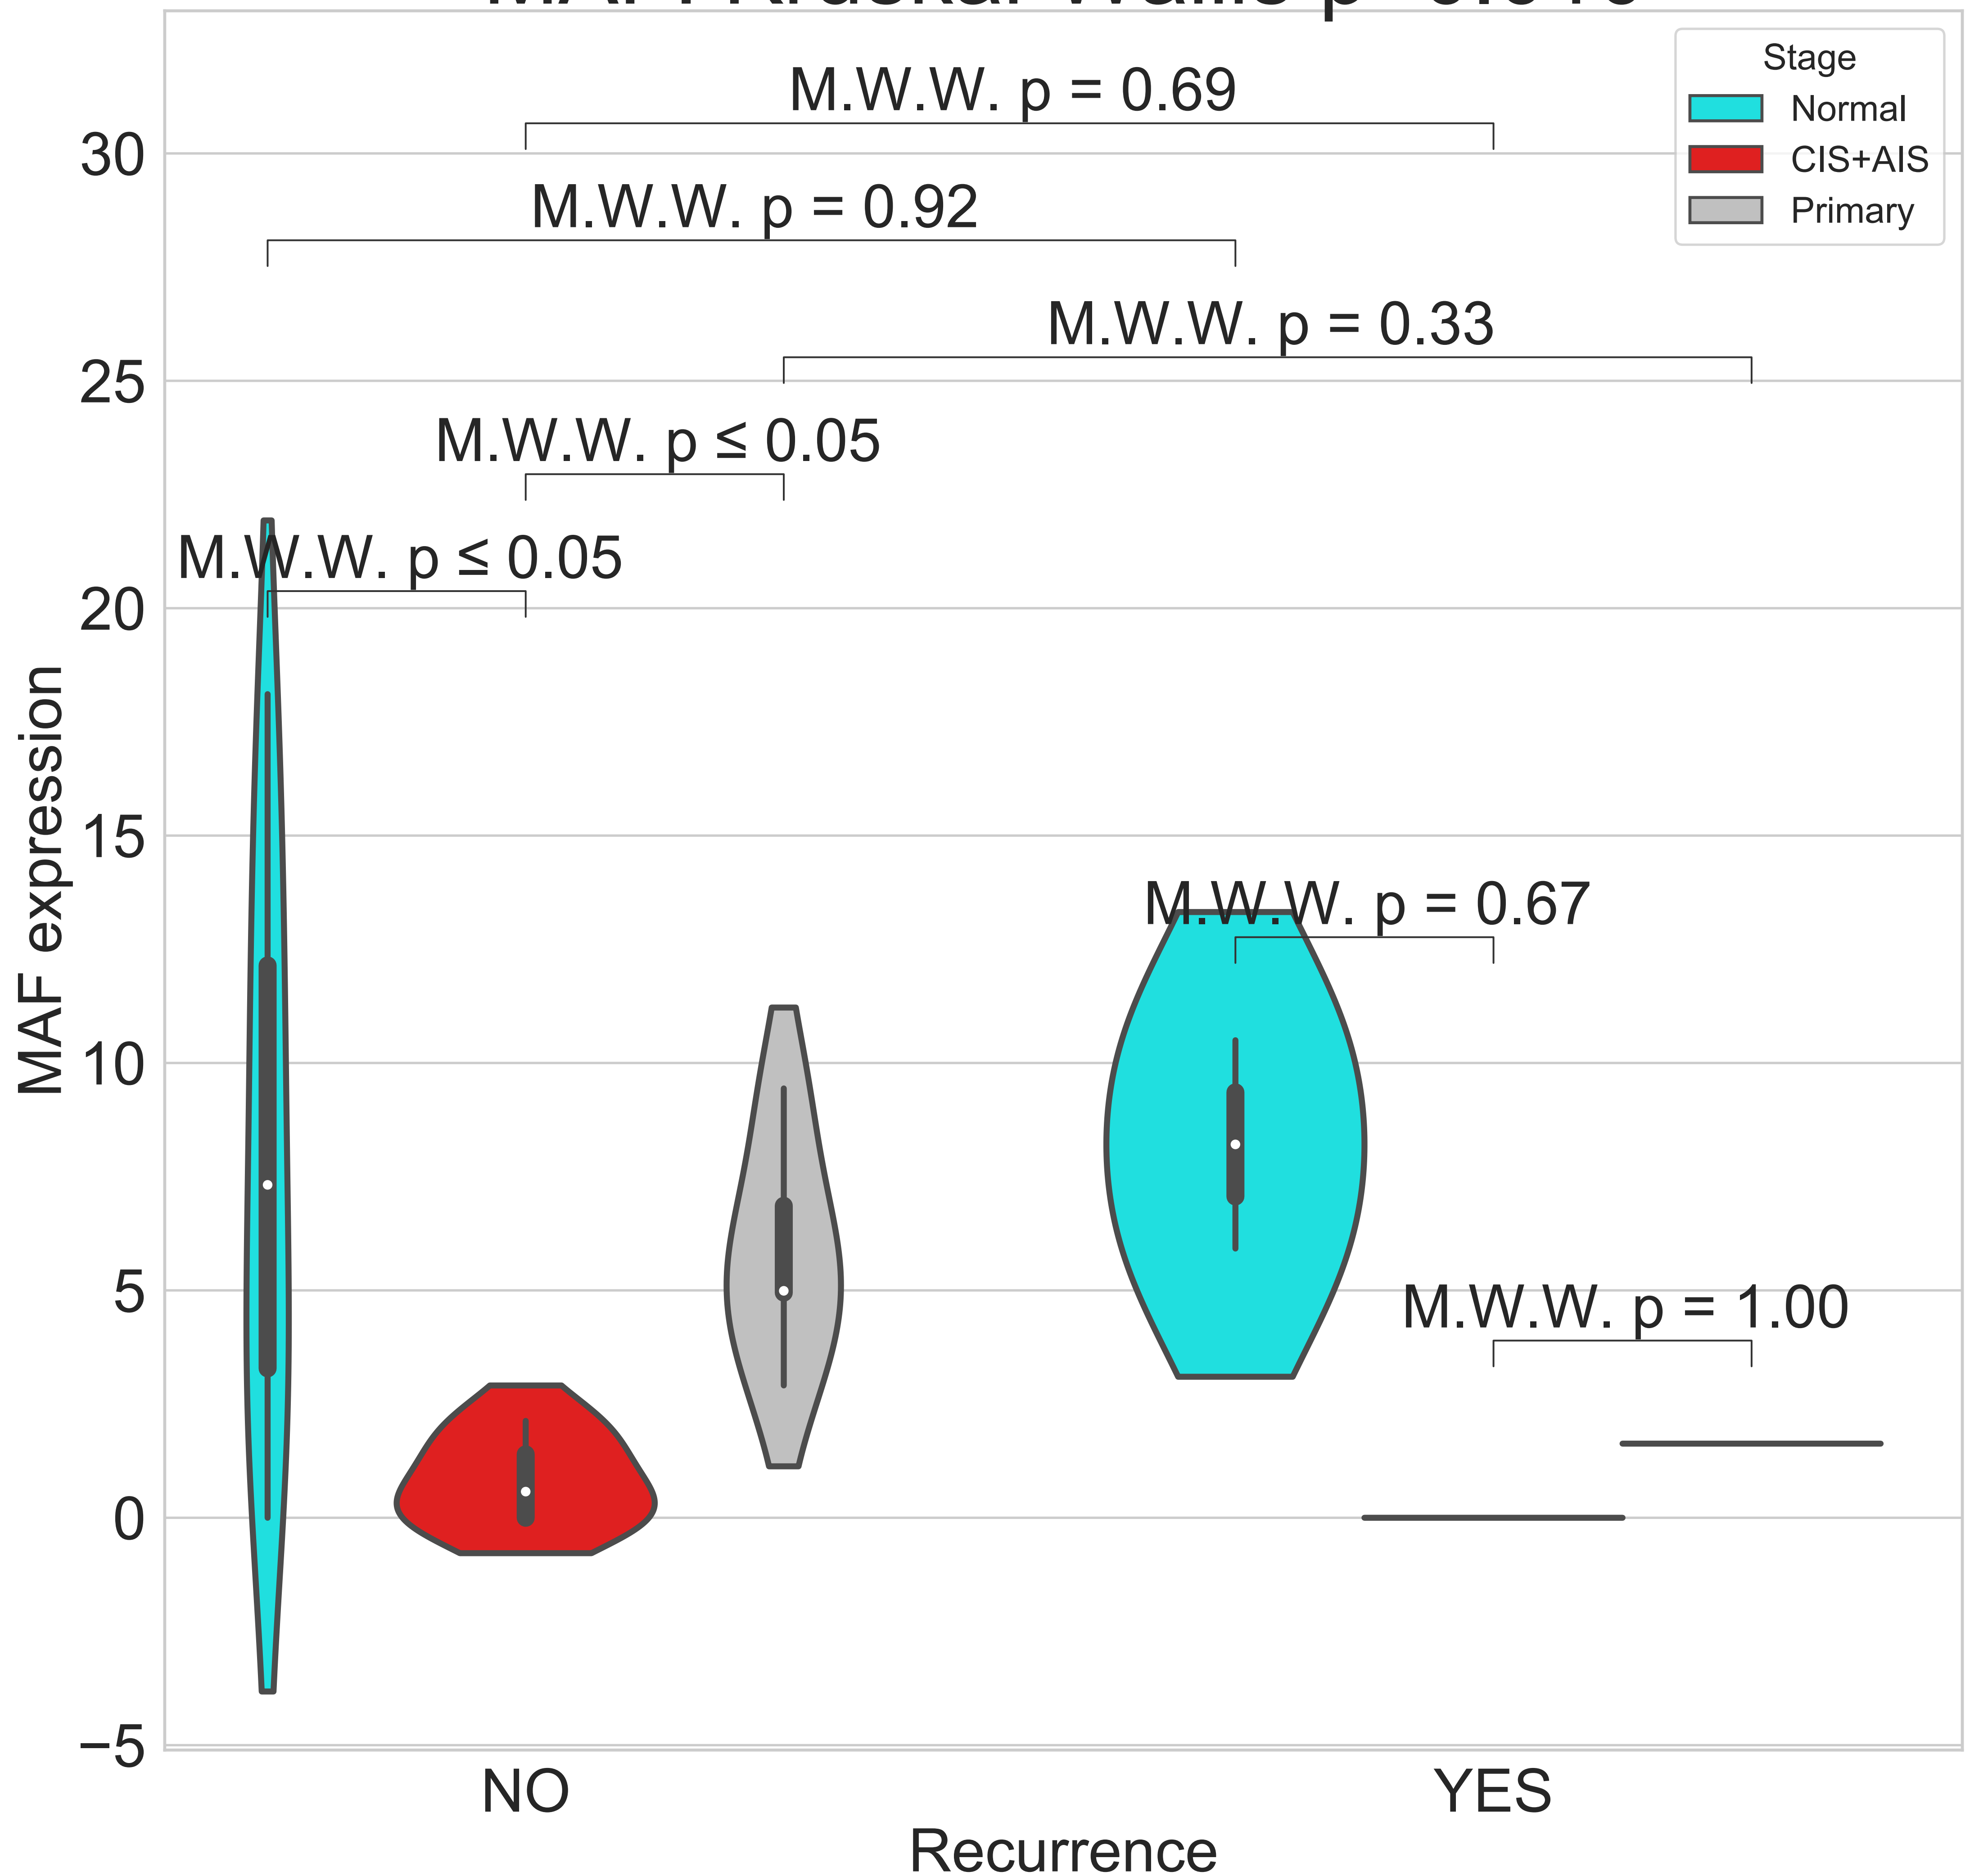 M.W.W. p = 0.69
M.W.W. p = 0.92
M.W.W. p = 0.33
M.W.W. p ≤ 0.05
M.W.W. p ≤ 0.05
M.W.W. p = 0.67
M.W.W. p = 1.00
Stage
Normal
CIS+AIS
Primary
30
25
20
15
10
5
0
−5
MAF expression
NO
YES
Recurrence